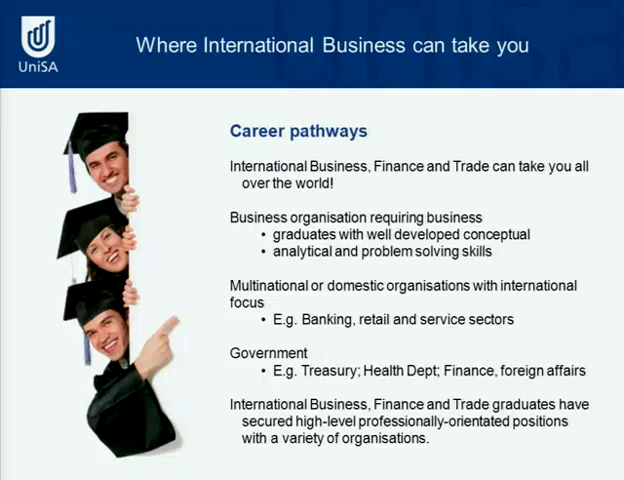 UniSA
Where International Business can take you
Career pathways
International Business, Finance and Trade can take you all
over the world!
Business organisation requiring business
• graduates with well developed conceptual
• analytical and problem solving skills
Multinational or domestic organisations with international
focus
• E.g. Banking, retail and service sectors
Government
• E.g. Treasury; Health Dept; Finance, foreign affairs
International Business, Finance and Trade graduates have
secured high-level professionally-orientated positions
with a variety of organisations.